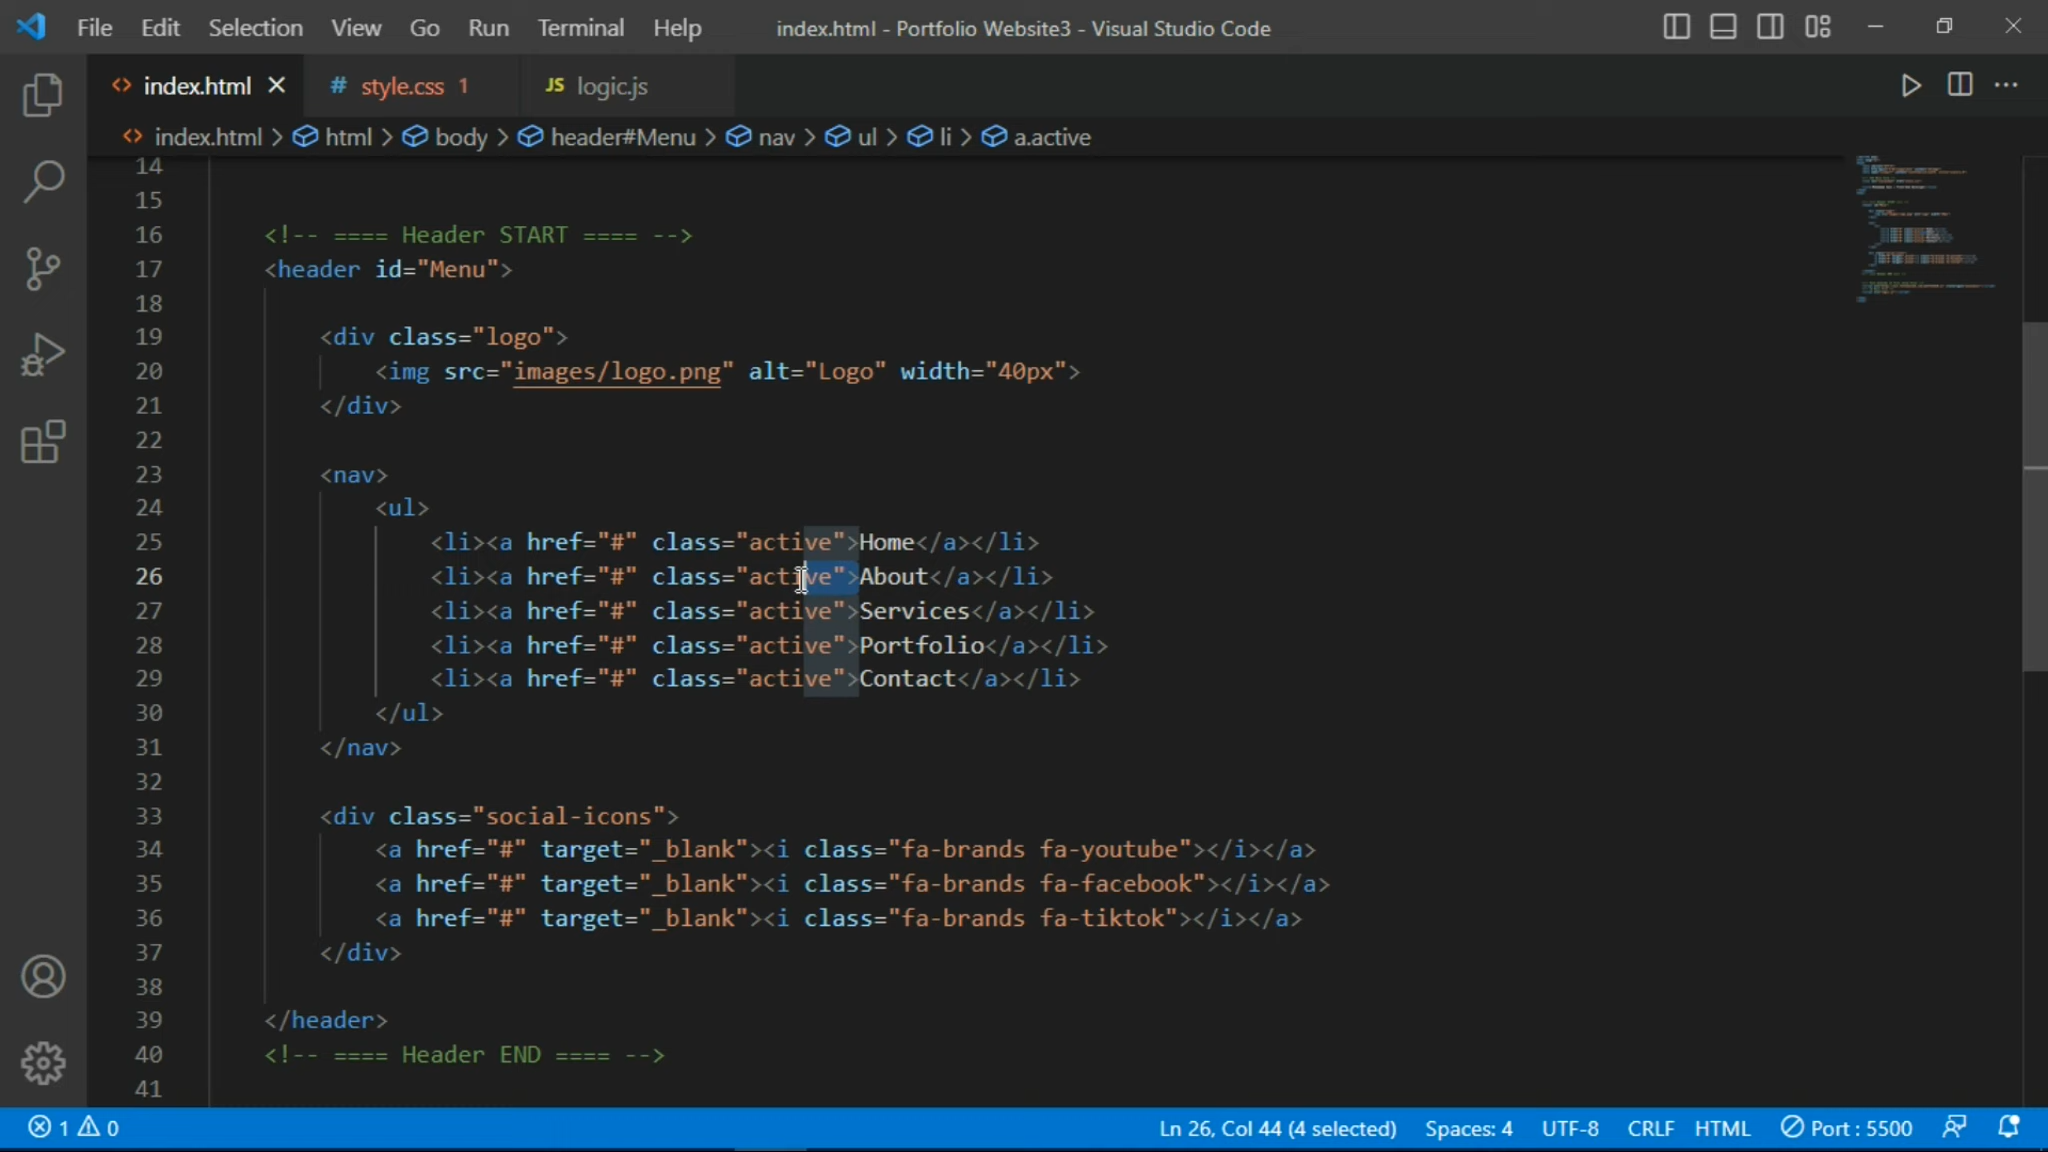 File Edit Selection View Go Run Terminal Help index.html - Portfolio Website3 - Visual Studio Code
index.html style.css 1 JS logic.js
index.html > html > body > header#Menu > nav > ul > li > a.active
14
15
16 <!-- ==== Header START ==== -->
17 <header id="Menu">
18
19 <div class="logo">
20 <img src="images/logo.png" alt="Logo" width="40px">
21 </div>
22
23 <nav>
24 <ul>
25 <li><a href="#" class="active">Home</a></li>
26 <li><a href="#" class="active">About</a></li>
27 <li><a href="#" class="active">Services</a></li>
28 <li><a href="#" class="active">Portfolio</a></li>
29 <li><a href="#" class="active">Contact</a></li>
30 </ul>
31 </nav>
32
33 <div class="social-icons">
34 <a href="#" target="_blank"><i class="fa-brands fa-youtube"></i></a>
35 <a href="#" target="_blank"><i class="fa-brands fa-facebook"></i></a>
36 <a href="#" target="_blank"><i class="fa-brands fa-tiktok"></i></a>
37 </div>
38
39 </header>
40 <!-- ==== Header END ==== -->
41
1 0 Ln 26, Col 44 (4 selected) Spaces: 4 UTF-8 CRLF HTML Port : 5500